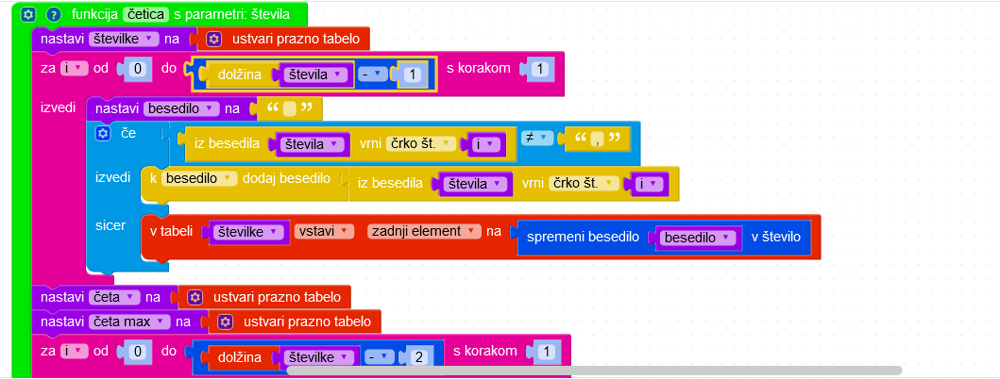 ? funkcija četica s parametri: števila
nastavi številke na ustvari prazno tabelo
za i od 0 do dolžina števila - 1 s korakom 1
izvedi nastavi besedilo na “ ”
če iz besedila števila vrni črko št. i ≠ “ , ”
izvedi k besedilo dodaj besedilo iz besedila števila vrni črko št. i
sicer v tabeli številke vstavi zadnji element na spremeni besedilo besedilo v število
nastavi četa na ustvari prazno tabelo
nastavi četa max na ustvari prazno tabelo
za i od 0 do dolžina številke - 2 s korakom 1